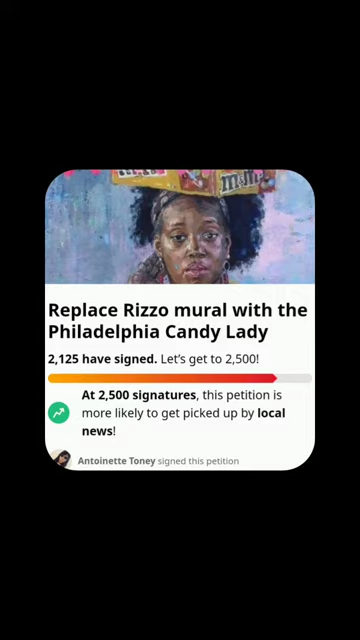 m&m
Replace Rizzo mural with the
Philadelphia Candy Lady
2,125 have signed. Let's get to 2,500!
At 2,500 signatures, this petition is
more likely to get picked up by local
news!
Antoinette Toney signed this petition